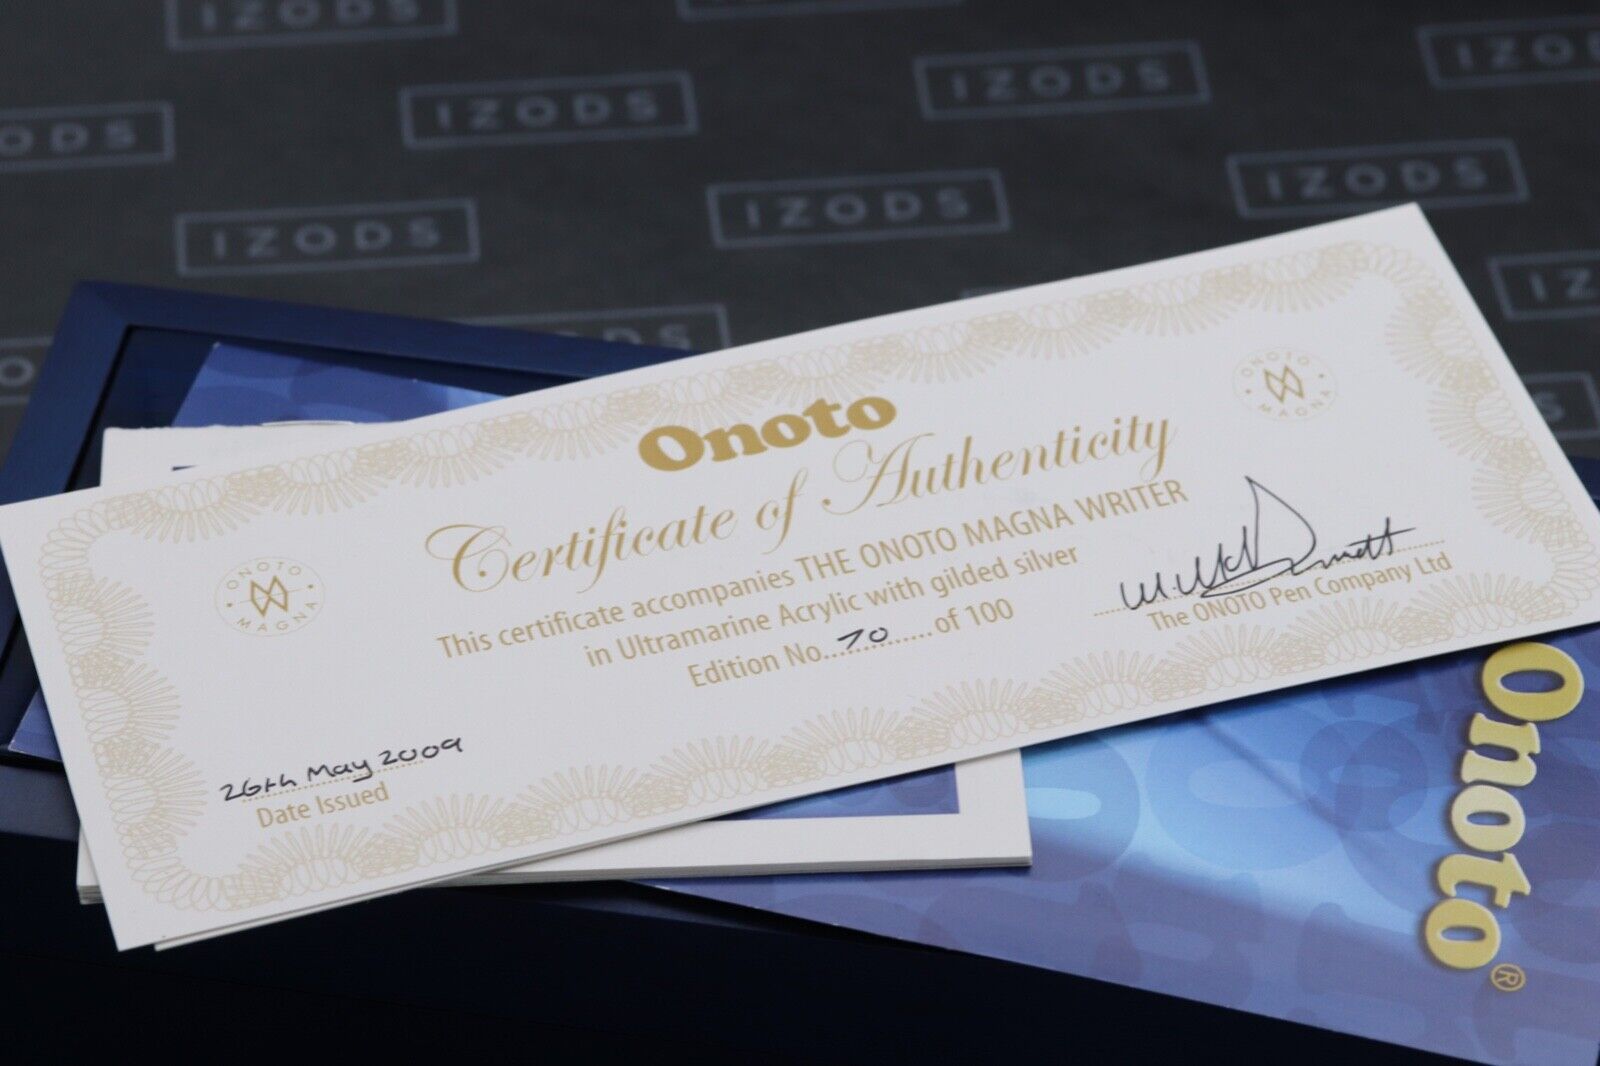 IZODS
IZODS
IZODS
IZODS
IZODS
IZODS
IZODS
IZODS
Onoto
Certificate of Authenticity
This certificate accompanies THE ONOTO MAGNA WRITER
in Ultramarine Acrylic with gilded silver
Edition No. 70 of 100
ONOTO MAGNA
ONOTO MAGNA
The ONOTO Pen Company Ltd
26th May 2009
Date Issued
Onoto®